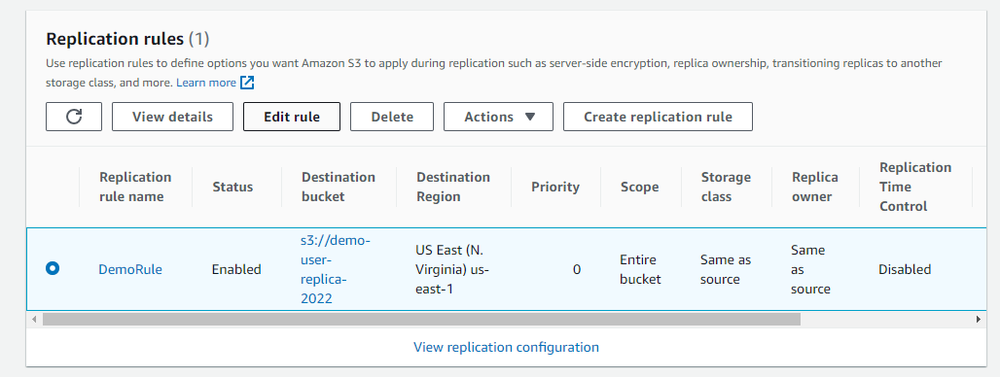 Replication rules (1)
Use replication rules to define options you want Amazon S3 to apply during replication such as server-side encryption, replica ownership, transitioning replicas to another
storage class, and more. Learn more
View details
Edit rule
Delete
Actions
Create replication rule
Replication
rule name
Status
Destination
bucket
Destination
Region
Priority
Scope
Storage
class
Replica
owner
Replication
Time
Control
DemoRule
Enabled
s3://demo-
user-
replica-
2022
US East (N.
Virginia) us-
east-1
0
Entire
bucket
Same as
source
Same
as
source
Disabled
View replication configuration